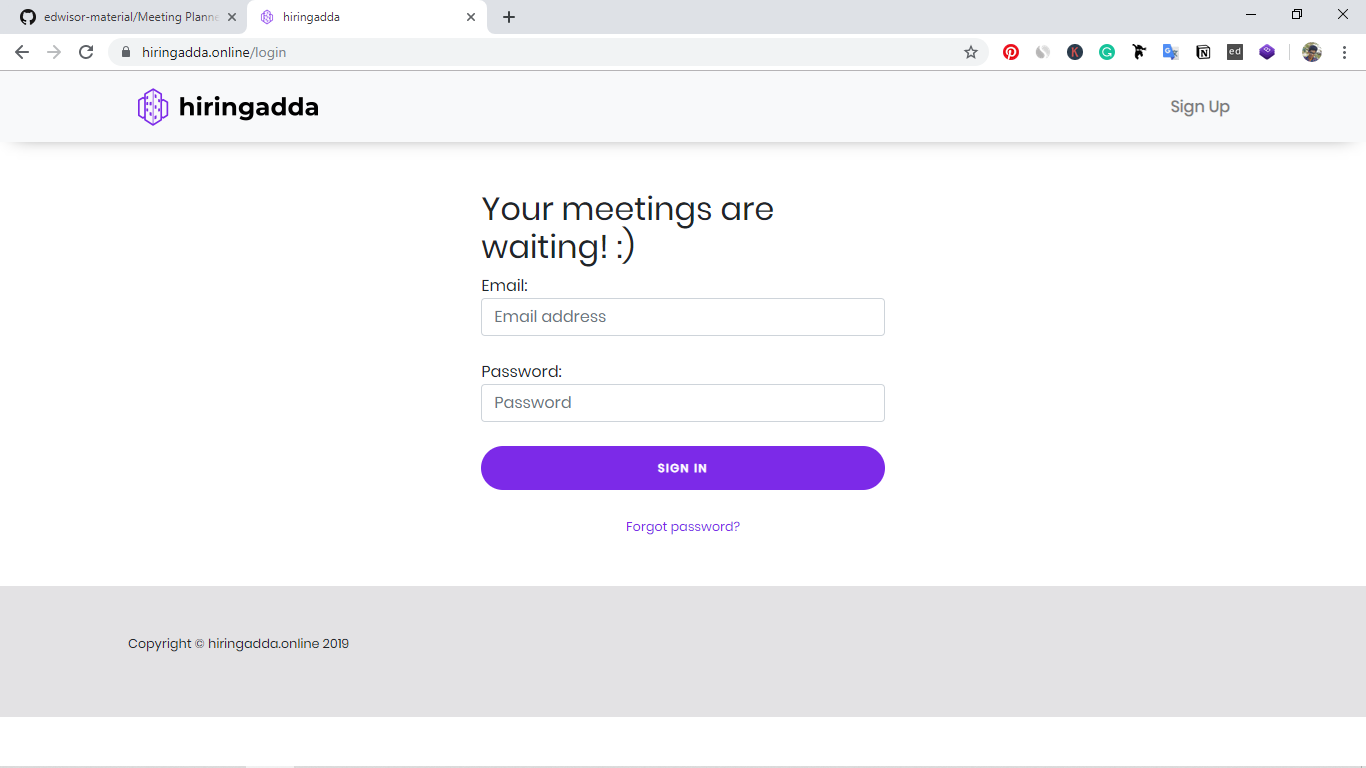 edwisor-material/Meeting Planne
hiringadda
hiringadda.online/login
hiringadda
Sign Up
Your meetings are
waiting! :)
Email:
Email address
Password:
Password
SIGN IN
Forgot password?
Copyright © hiringadda.online 2019